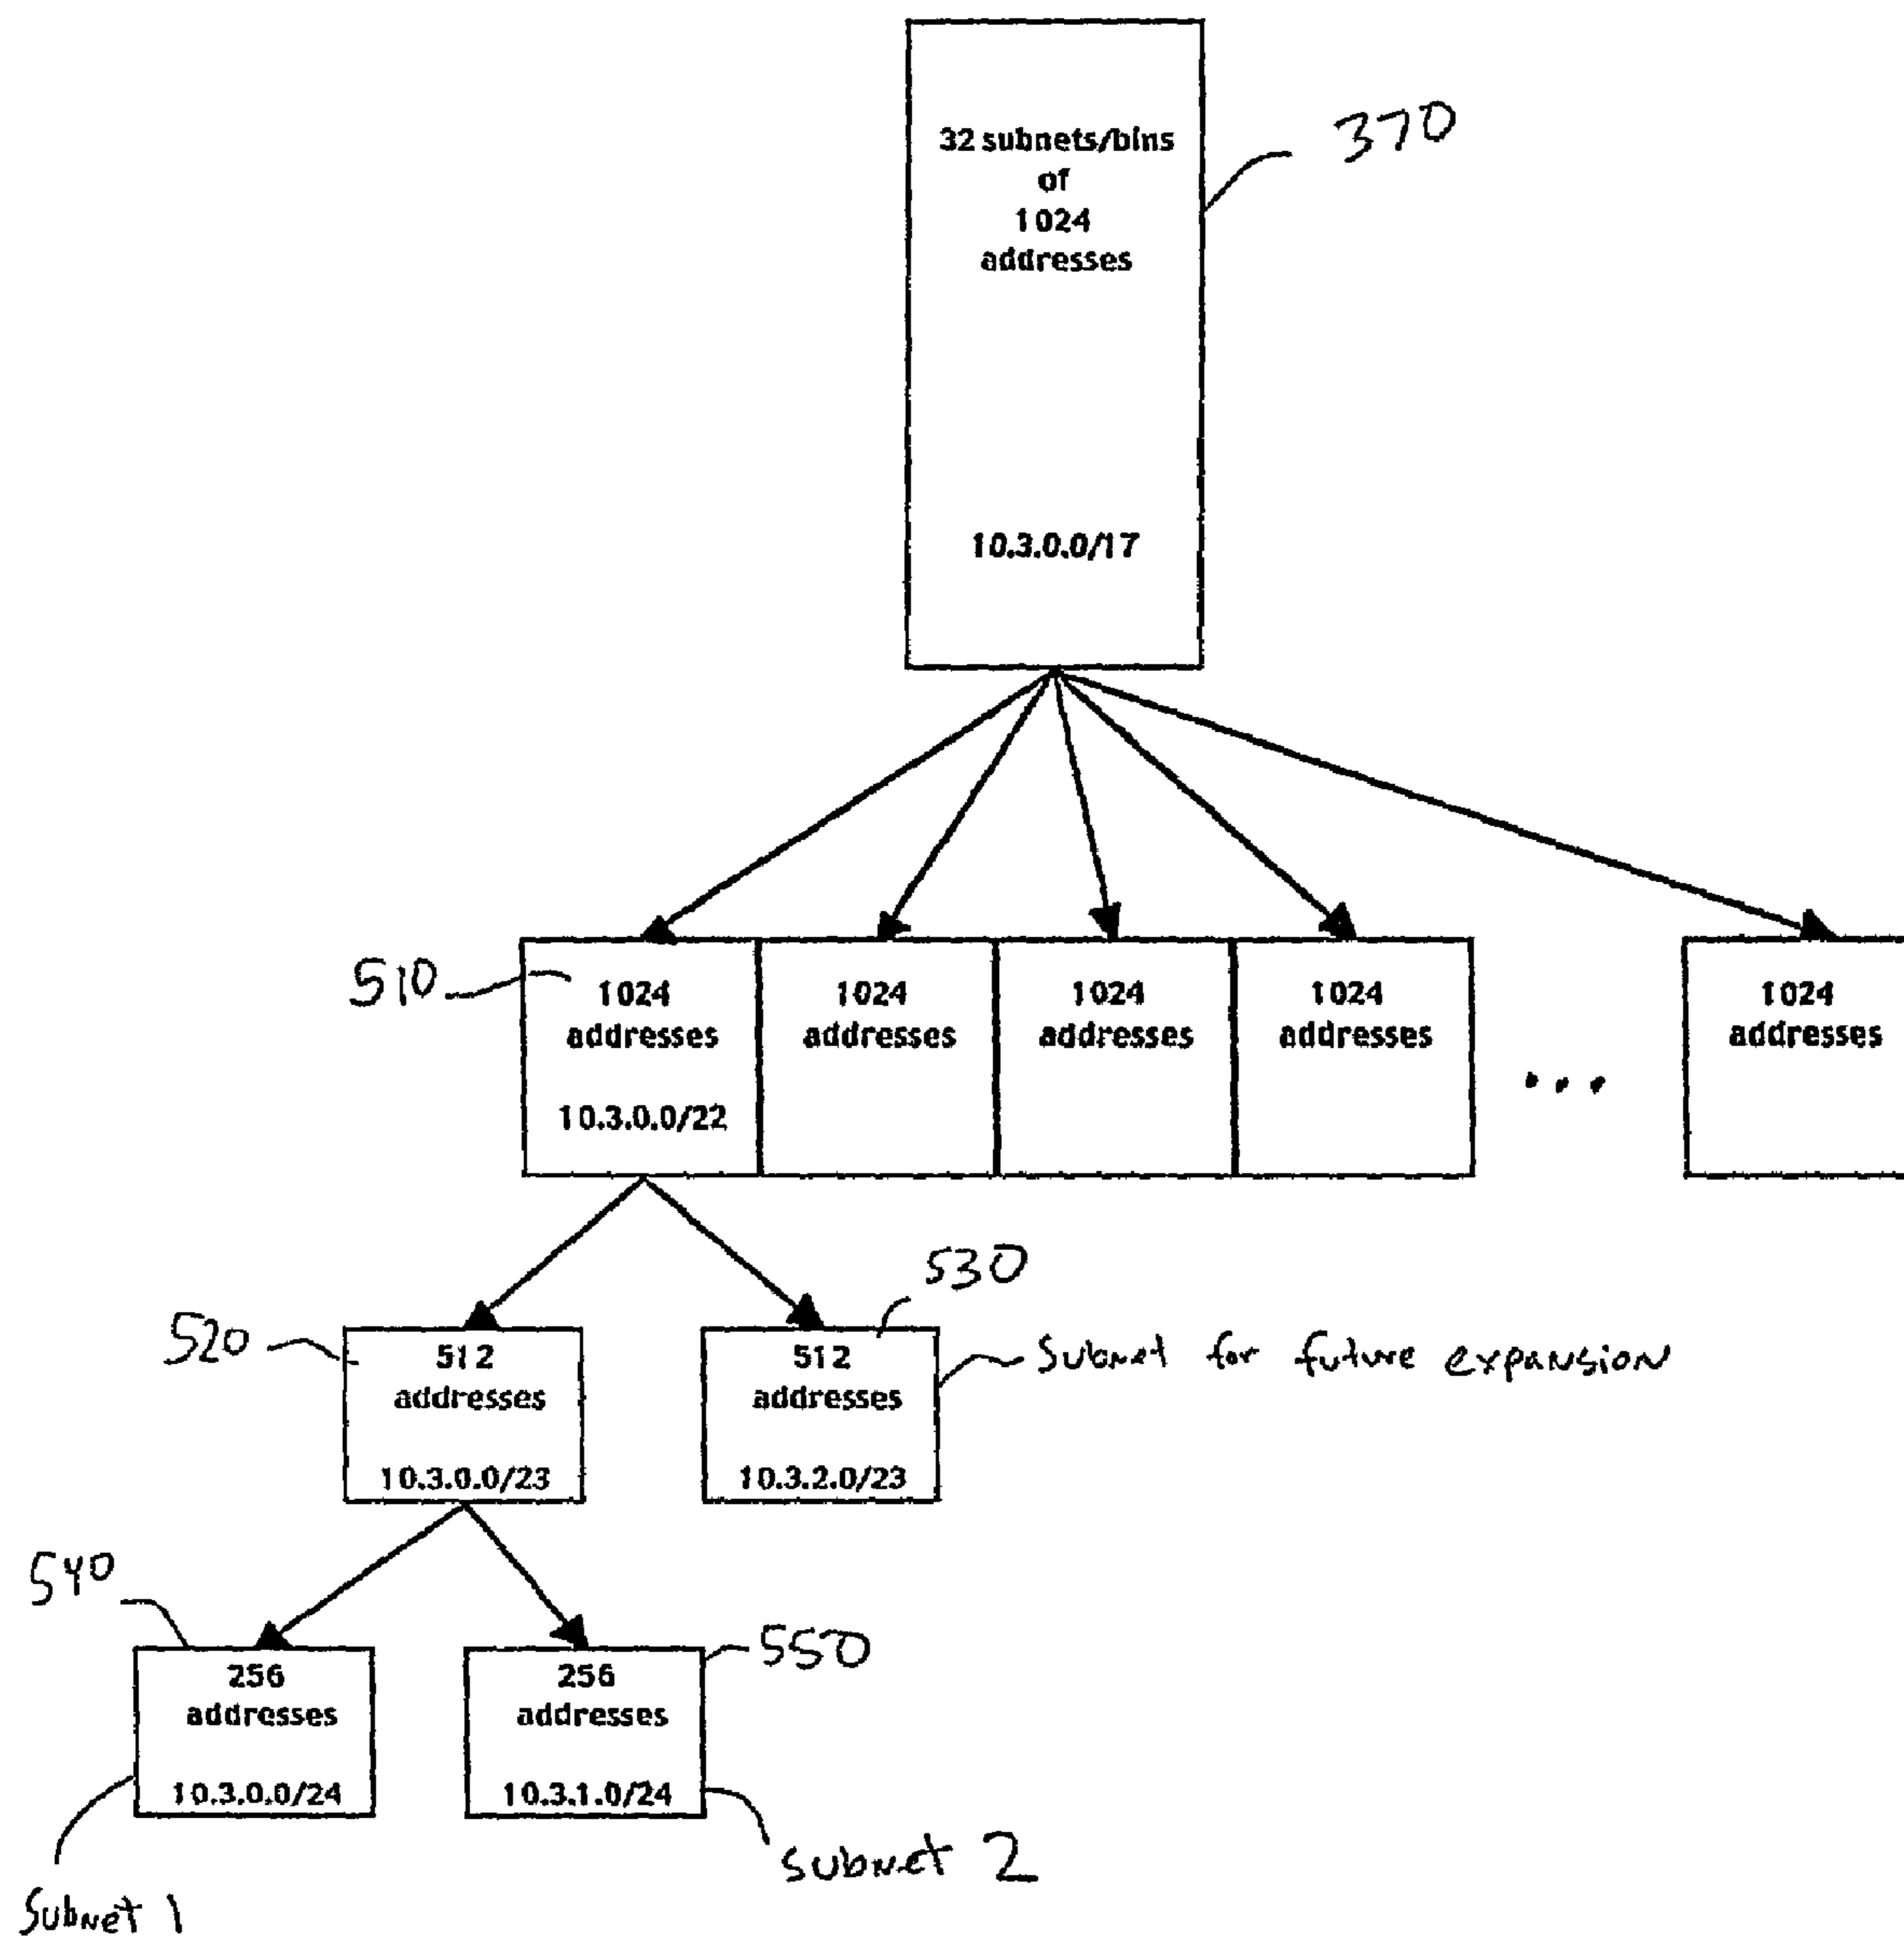 32 subnets/bins
of
1024
addresses
10.3.0.0/17
370
510
1024
addresses
10.3.0.0/22
1024
addresses
1024
addresses
1024
addresses
...
1024
addresses
520
512
addresses
10.3.0.0/23
530
512
addresses
10.3.2.0/23
Subnet for future expansion
540
256
addresses
10.3.0.0/24
Subnet 1
550
256
addresses
10.3.1.0/24
Subnet 2